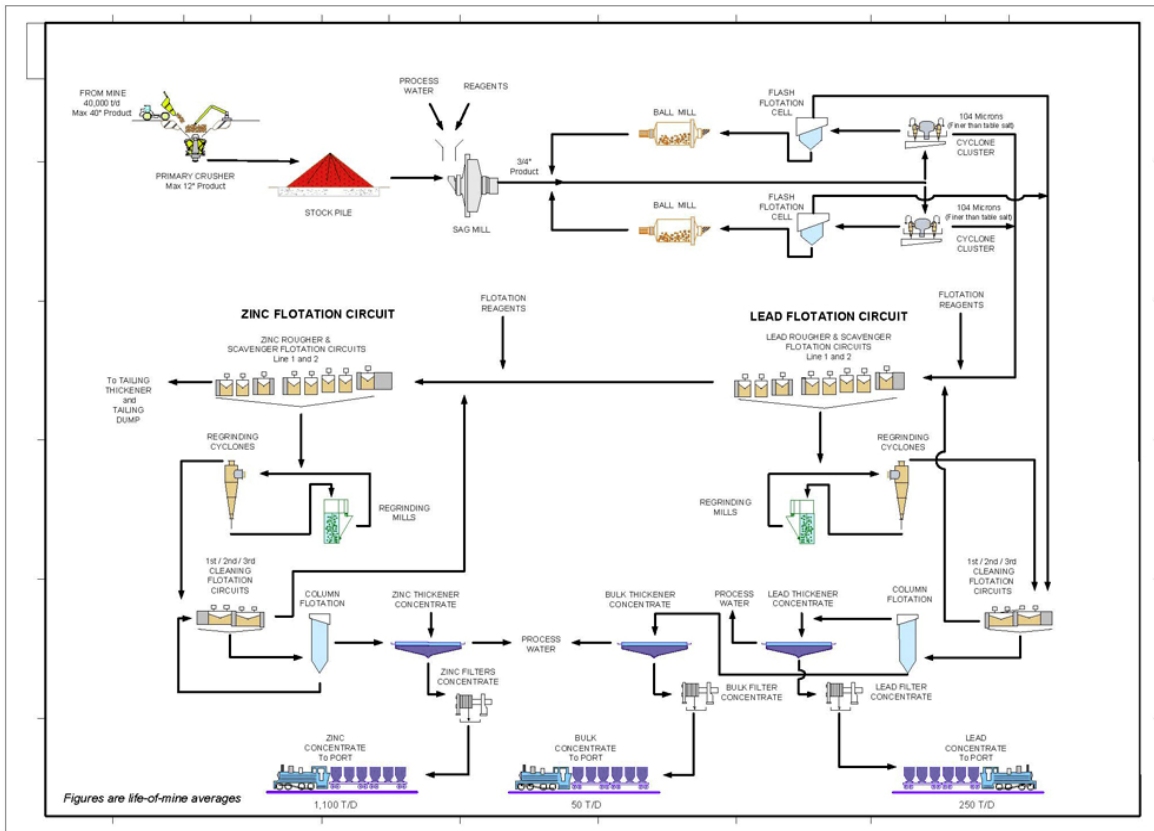 FROM MINE
40,000 t/d
Max 40" Product
PRIMARY CRUSHER
Max 12" Product
STOCK PILE
PROCESS
WATER
REAGENTS
SAG MILL
3/4"
Product
BALL MILL
FLASH
FLOTATION
CELL
104 Microns
(Finer than table salt)
CYCLONE
CLUSTER
BALL MILL
FLASH
FLOTATION
CELL
104 Microns
(Finer than table salt)
CYCLONE
CLUSTER
ZINC FLOTATION CIRCUIT
FLOTATION
REAGENTS
LEAD FLOTATION CIRCUIT
FLOTATION
REAGENTS
ZINC ROUGHER &
SCAVENGER FLOTATION CIRCUITS
Line 1 and 2
LEAD ROUGHER & SCAVENGER
FLOTATION CIRCUITS
Line 1 and 2
To TAILING
THICKENER
and
TAILING
DUMP
REGRINDING
CYCLONES
REGRINDING
MILLS
REGRINDING
CYCLONES
REGRINDING
MILLS
1st / 2nd / 3rd
CLEANING
FLOTATION
CIRCUITS
COLUMN
FLOTATION
ZINC THICKENER
CONCENTRATE
PROCESS
WATER
BULK THICKENER
CONCENTRATE
PROCESS
WATER
LEAD THICKENER
CONCENTRATE
COLUMN
FLOTATION
1st / 2nd / 3rd
CLEANING
FLOTATION
CIRCUITS
ZINC FILTERS
CONCENTRATE
BULK FILTER
CONCENTRATE
LEAD FILTER
CONCENTRATE
ZINC
CONCENTRATE
To PORT
BULK
CONCENTRATE
To PORT
LEAD
CONCENTRATE
To PORT
Figures are life-of-mine averages
1,100 T/D
50 T/D
250 T/D